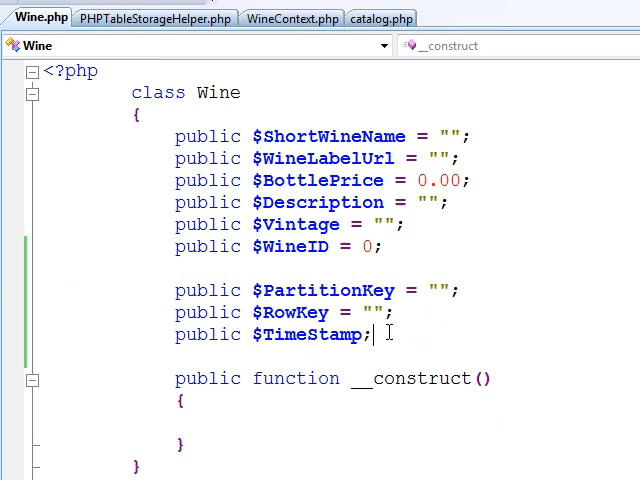 Wine.php PHPTableStorageHelper.php WineContext.php catalog.php
Wine __construct
<?php
class Wine
{
public $ShortWineName = "";
public $WineLabelUrl = "";
public $BottlePrice = 0.00;
public $Description = "";
public $Vintage = "";
public $WineID = 0;
public $PartitionKey = "";
public $RowKey = "";
public $TimeStamp;
public function __construct()
{
}
}